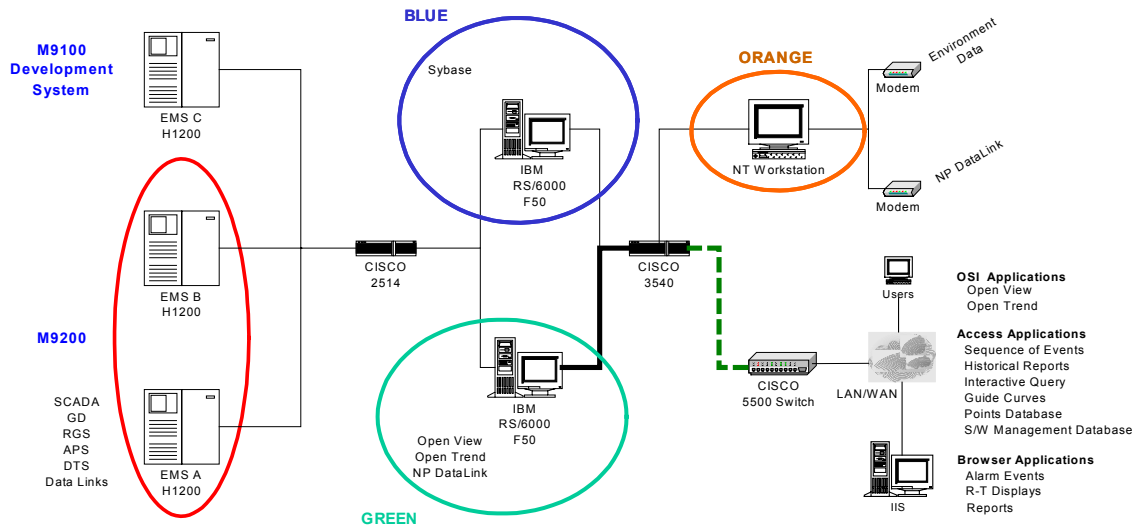 BLUE
M9100
Development
System
EMS C
H1200
Sybase
IBM
RS/6000
F50
ORANGE
NT Workstation
Environment
Data
Modem
NP DataLink
Modem
EMS B
H1200
CISCO
2514
CISCO
3540
M9200
SCADA
GD
RGS
APS
DTS
Data Links
EMS A
H1200
IBM
RS/6000
F50
Open View
Open Trend
NP DataLink
GREEN
CISCO
5500 Switch
LAN/WAN
Users
IIS
OSI Applications
Open View
Open Trend
Access Applications
Sequence of Events
Historical Reports
Interactive Query
Guide Curves
Points Database
S/W Management Database
Browser Applications
Alarm Events
R-T Displays
Reports